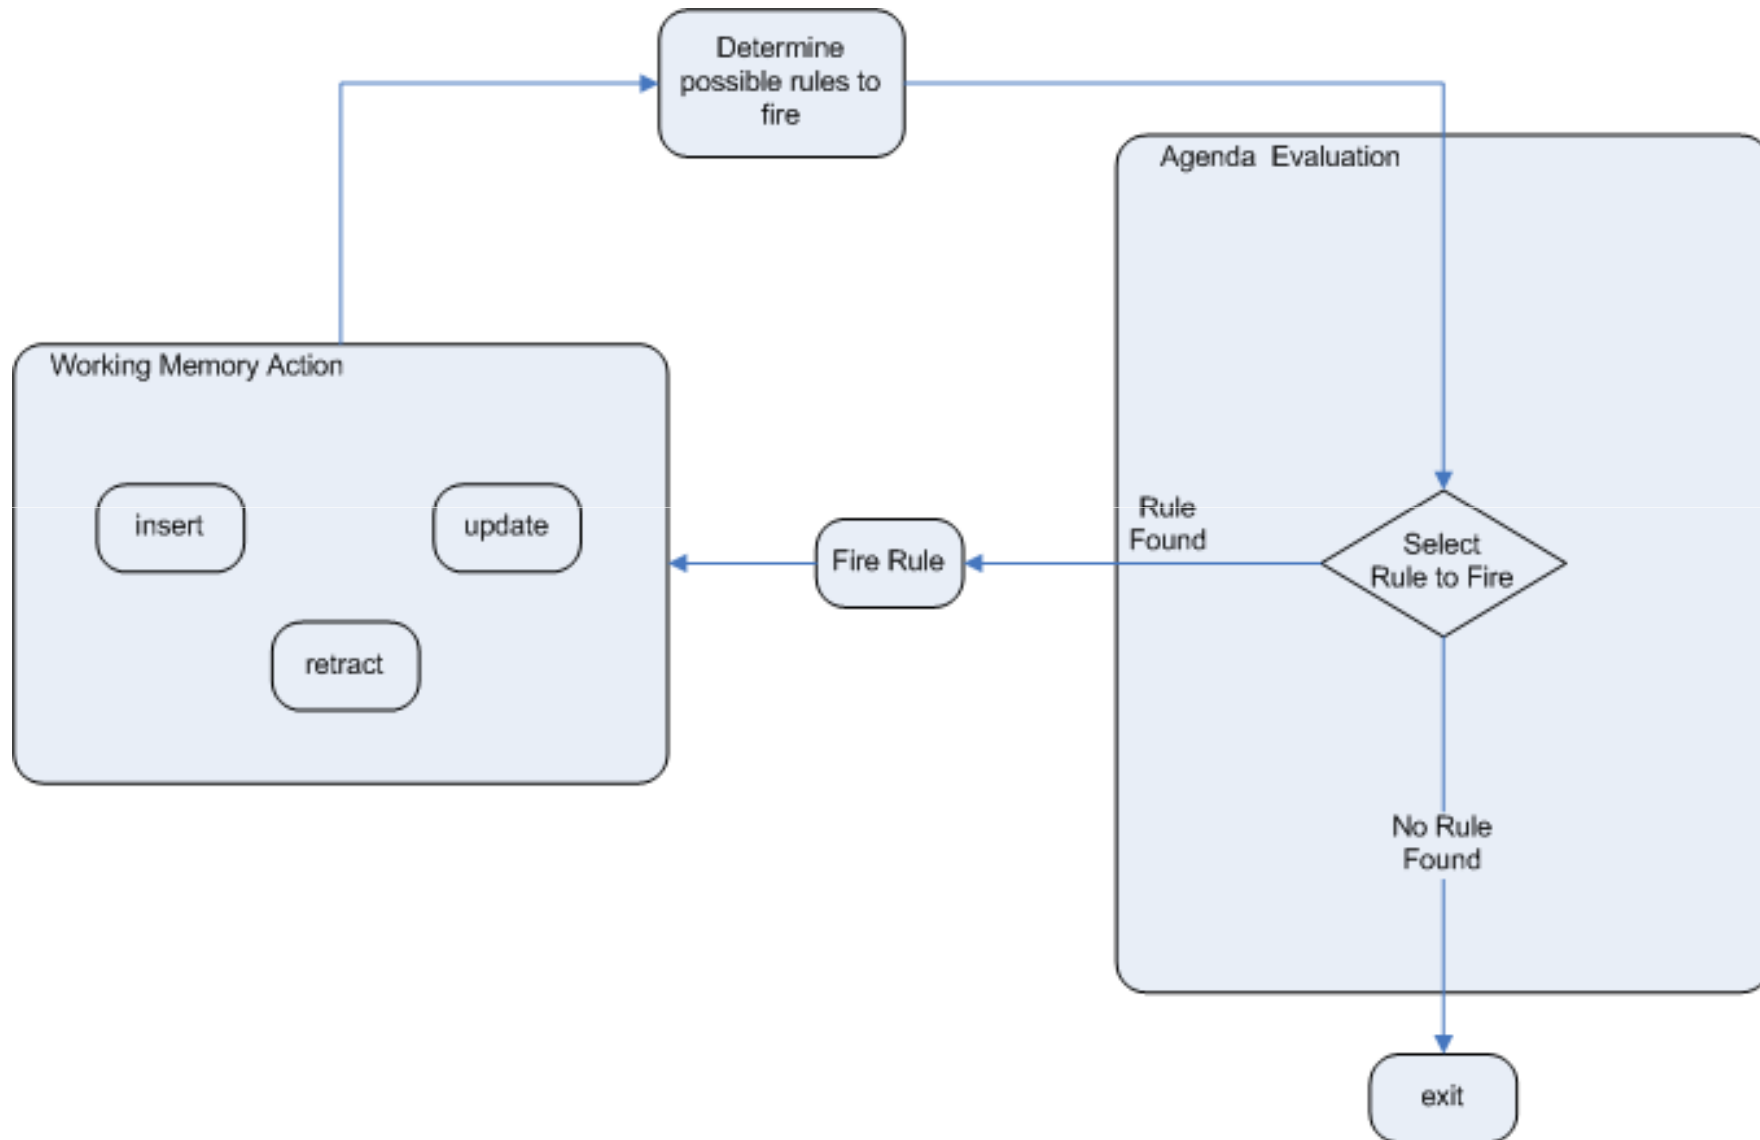 Determine
possible rules to
fire
Agenda Evaluation
Working Memory Action
insert
update
retract
Fire Rule
Rule
Found
Select
Rule to Fire
No Rule
Found
exit